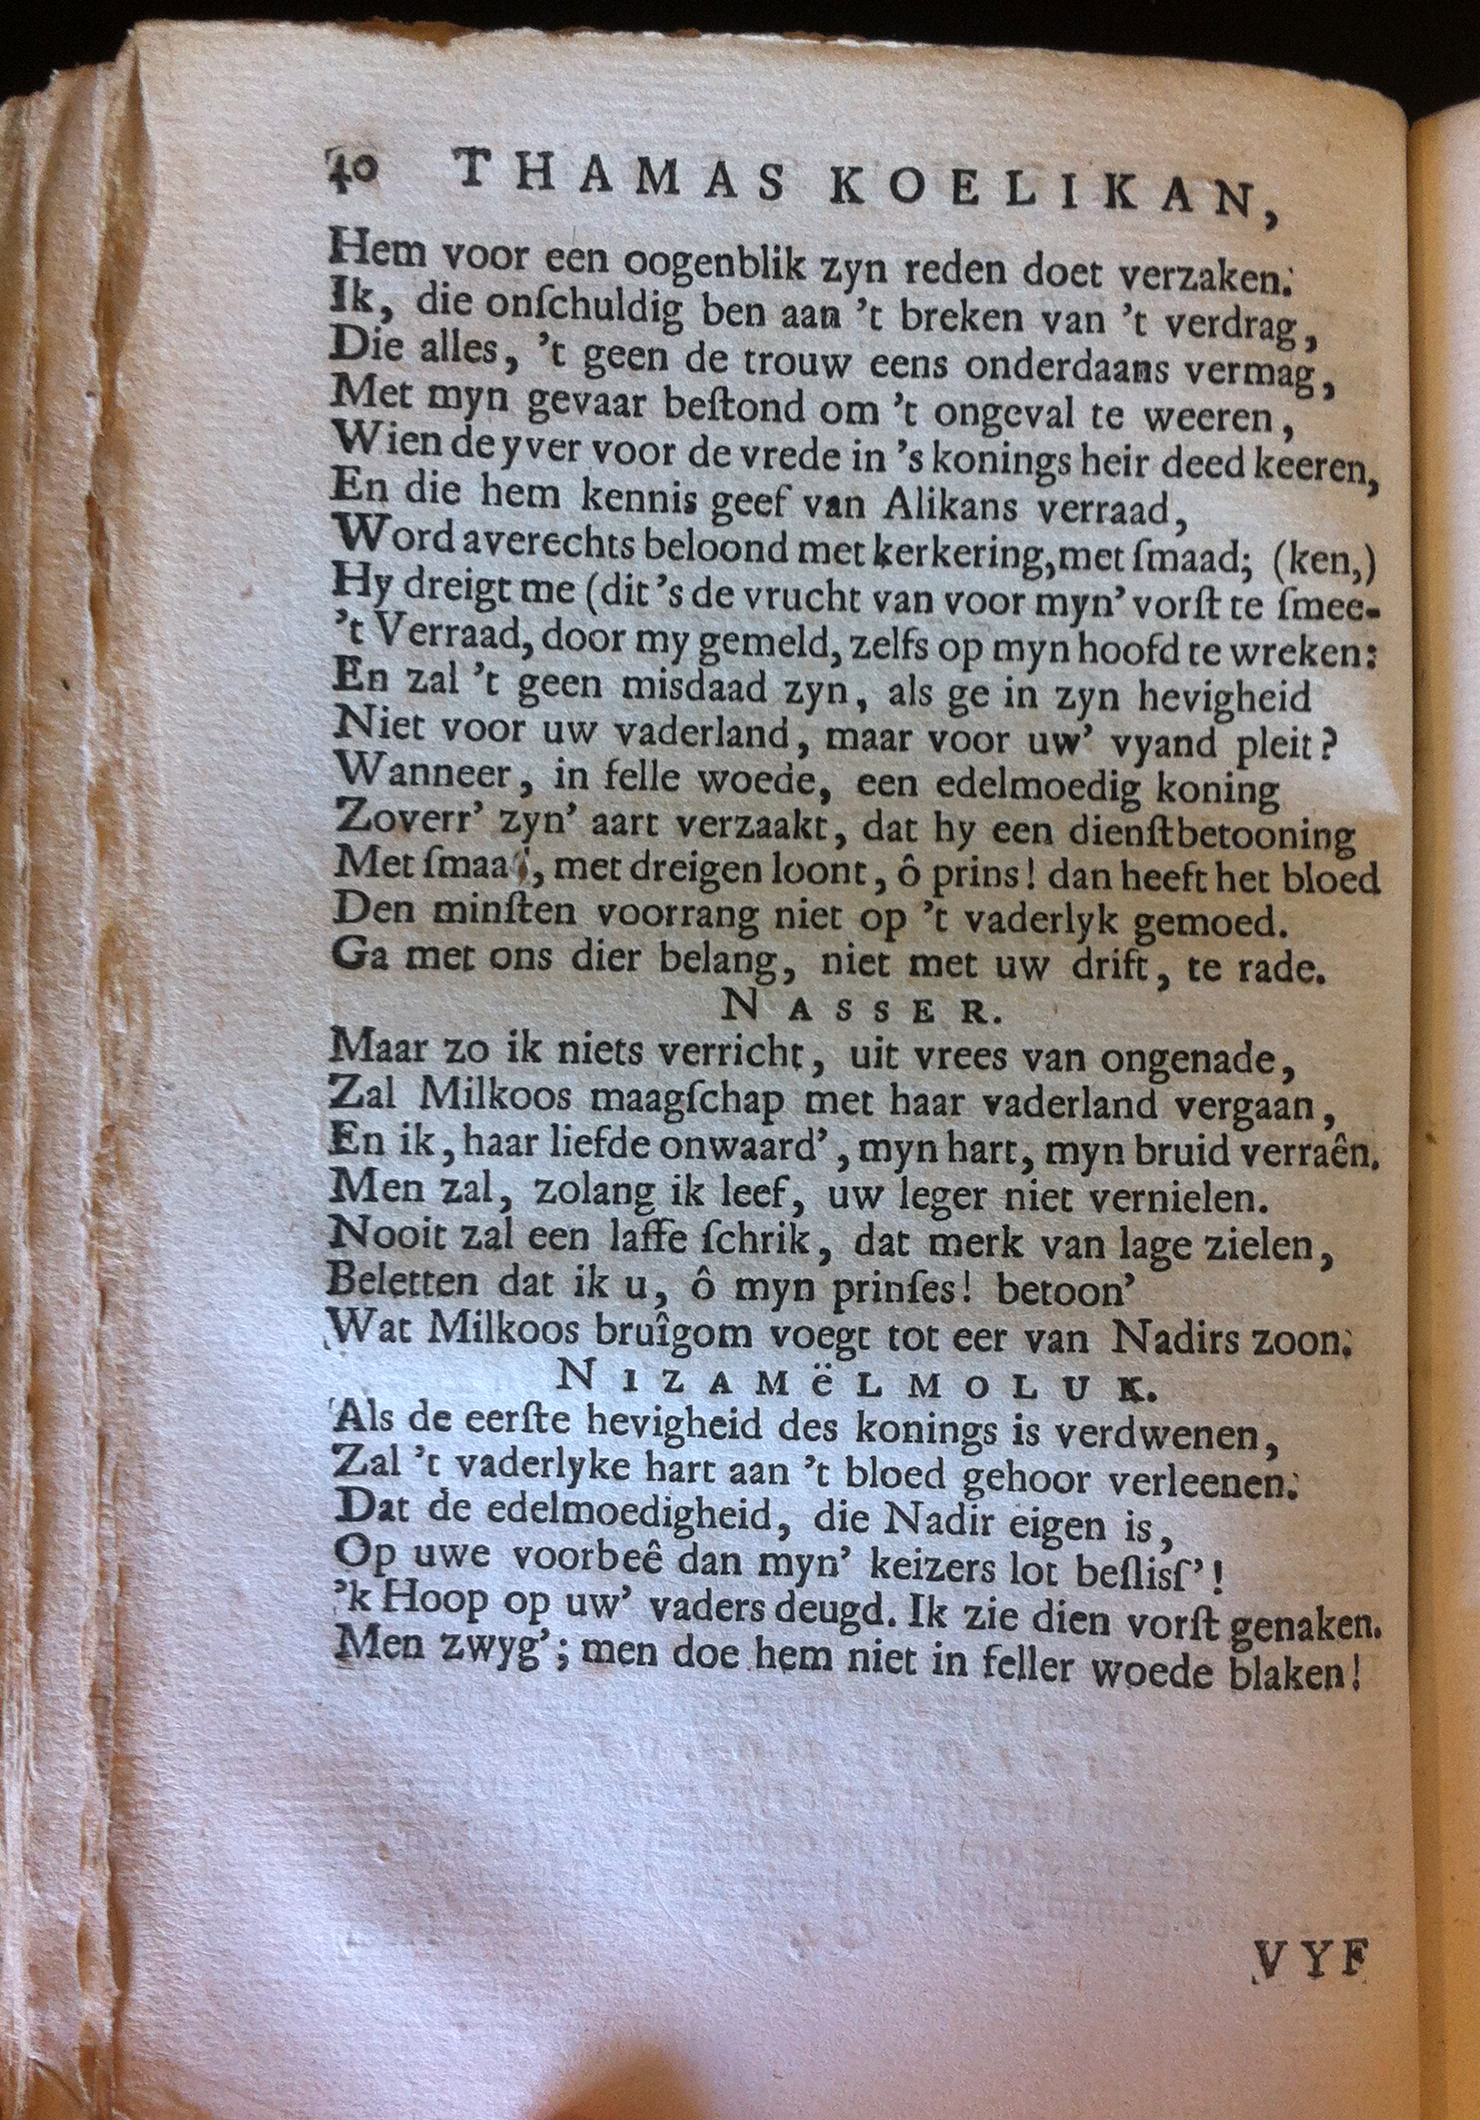 40 THAMAS KOELIKAN,
Hem voor een oogenblik zyn reden doet verzaken:
Ik, die onſchuldig ben aan 't breken van 't verdrag,
Die alles, 't geen de trouw eens onderdaans vermag,
Met myn gevaar beſtond om 't ongeval te weeren,
Wien de yver voor de vrede in 's konings heir deed keeren,
En die hem kennis geef van Alikans verraad,
Word averechts beloond met kerkering, met ſmaad; (ken,)
Hy dreigt me (dit 's de vrucht van voor myn' vorſt te ſmee-
't Verraad, door my gemeld, zelfs op myn hoofd te wreken:
En zal 't geen misdaad zyn, als ge in zyn hevigheid
Niet voor uw vaderland, maar voor uw' vyand pleit?
Wanneer, in felle woede, een edelmoedig koning
Zoverr' zyn' aart verzaakt, dat hy een dienſtbetooning
Met ſmaad, met dreigen loont, ô prins! dan heeft het bloed
Den minſten voorrang niet op 't vaderlyk gemoed.
Ga met ons dier belang, niet met uw drift, te rade.
NASSER.
Maar zo ik niets verricht, uit vrees van ongenade,
Zal Milkoos maagſchap met haar vaderland vergaan,
En ik, haar liefde onwaard', myn hart, myn bruid verraên.
Men zal, zolang ik leef, uw leger niet vernielen.
Nooit zal een laffe ſchrik, dat merk van lage zielen,
Beletten dat ik u, ô myn prinſes! betoon'
Wat Milkoos bruîgom voegt tot eer van Nadirs zoon.
NIZAMëLMOLUK.
Als de eerſte hevigheid des konings is verdwenen,
Zal 't vaderlyke hart aan 't bloed gehoor verleenen:
Dat de edelmoedigheid, die Nadir eigen is,
Op uwe voorbeê dan myn' keizers lot beſliſſ'!
'k Hoop op uw' vaders deugd. Ik zie dien vorſt genaken.
Men zwyg'; men doe hem niet in feller woede blaken!
VYF